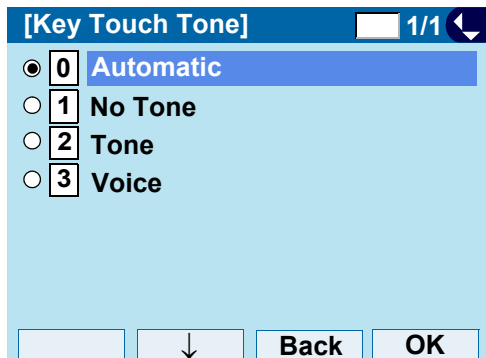 [Key Touch Tone] 1/1
0 Automatic
1 No Tone
2 Tone
3 Voice
↓ Back OK